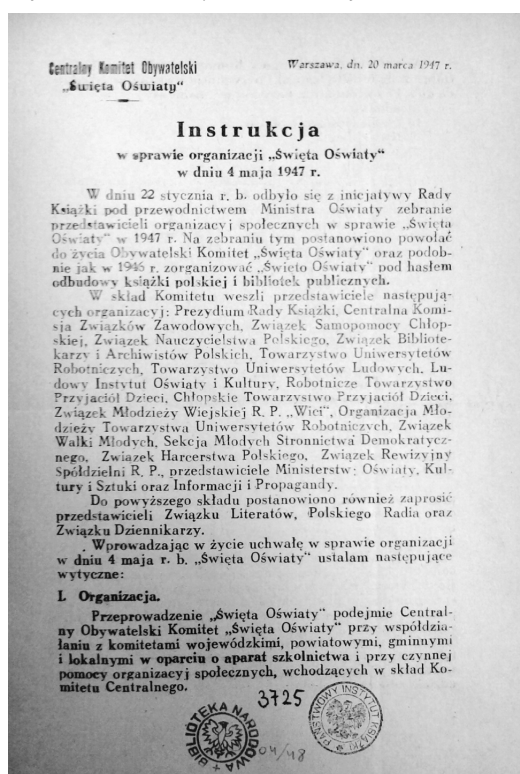 Centralny Komitet Obywatelski
„Święta Oświaty"
Warszawa, dn. 20 marca 1947 r.
Instrukcja
w sprawie organizacji „Święta Oświaty"
w dniu 4 maja 1947 r.
W dniu 22 stycznia r. b. odbyło się z inicjatywy Rady
Książki pod przewodnictwem Ministra Oświaty zebranie
przedstawicieli organizacyj społecznych w sprawie „Święta
Oświaty" w 1947 r. Na zebraniu tym postanowiono powołać
do życia Obywatelski Komitet „Święta Oświaty" oraz podob-
nie jak w 1946 r. zorganizować „Święto Oświaty" pod hasłem
odbudowy książki polskiej i bibliotek publicznych.
W skład Komitetu weszli przedstawiciele następują-
cych organizacyj: Prezydium Rady Książki, Centralna Komi-
sja Związków Zawodowych, Związek Samopomocy Chłop-
skiej, Związek Nauczycielstwa Polskiego, Związek Bibliote-
karzy i Archiwistów Polskich, Towarzystwo Uniwersytetów
Robotniczych, Towarzystwo Uniwersytetów Ludowych, Lu-
dowy Instytut Oświaty i Kultury, Robotnicze Towarzystwo
Przyjaciół Dzieci, Chłopskie Towarzystwo Przyjaciół Dzieci,
Związek Młodzieży Wiejskiej R. P. „Wici", Organizacja Mło-
dzieży Towarzystwa Uniwersytetów Robotniczych, Związek
Walki Młodych, Sekcja Młodych Stronnictwa Demokratycz-
nego, Związek Harcerstwa Polskiego, Związek Rewizyjny
Spółdzielni R. P., przedstawiciele Ministerstw: Oświaty, Kul-
tury i Sztuki oraz Informacji i Propagandy.
Do powyższego składu postanowiono również zaprosić
przedstawicieli Związku Literatów, Polskiego Radia oraz
Związku Dziennikarzy.
Wprowadzając w życie uchwałę w sprawie organizacji
w dniu 4 maja r. b. „Święta Oświaty" ustalam następujące
wytyczne:
I. Organizacja.
Przeprowadzenie „Święta Oświaty" podejmie Central-
ny Obywatelski Komitet „Święta Oświaty" przy współdzia-
łaniu z komitetami wojewódzkimi, powiatowymi, gminnymi
i lokalnymi w oparciu o aparat szkolnictwa i przy czynnej
pomocy organizacyj społecznych, wchodzących w skład Ko-
mitetu Centralnego.
3725
BIBLIOTEKA NARODOWA
W WARSZAWIE
PAŃSTWOWY INSTYTUT KSIĄŻKI
04/48